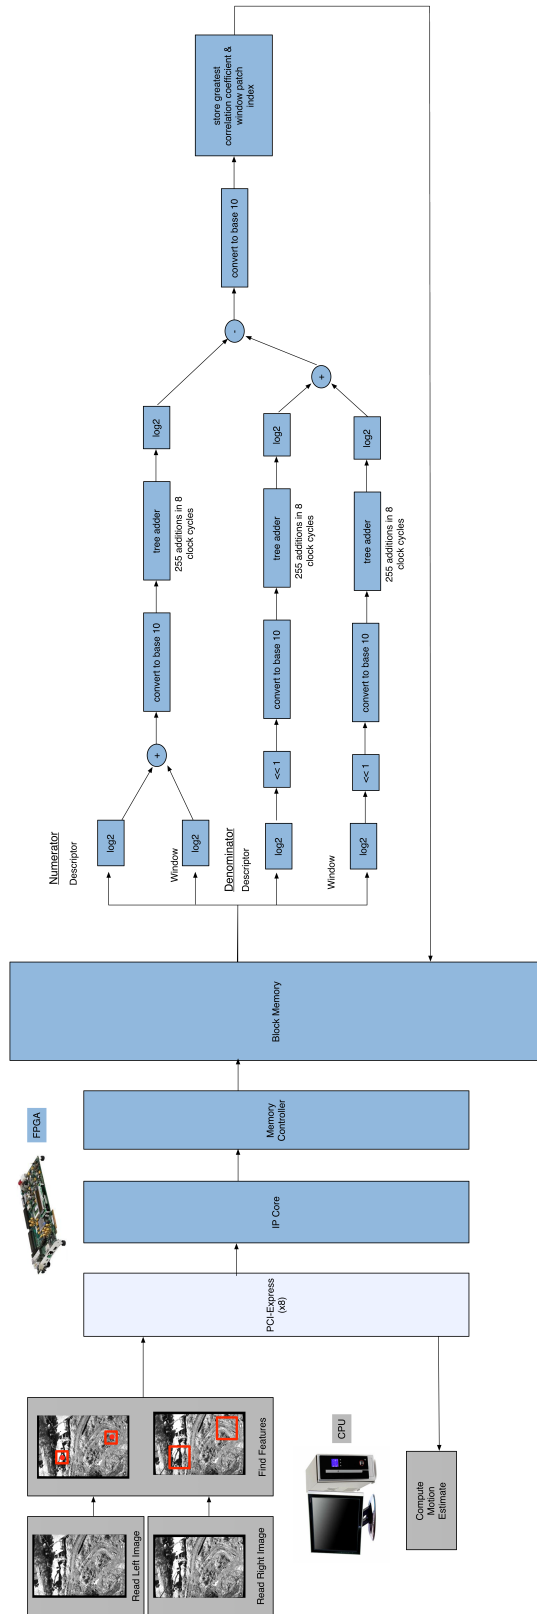 Read Left Image
Read Right Image
Find Features
CPU
Compute
Motion
Estimate
PCI-Express
(x8)
FPGA
IP Core
Memory
Controller
Block Memory
Numerator
Descriptor
log2
Window
log2
+
convert to base 10
tree adder
255 additions in 8
clock cycles
log2
Denominator
Descriptor
log2
<< 1
convert to base 10
tree adder
255 additions in 8
clock cycles
log2
Window
log2
<< 1
convert to base 10
tree adder
255 additions in 8
clock cycles
log2
+
-
convert to base 10
store greatest
correlation coefficient &
window patch
index